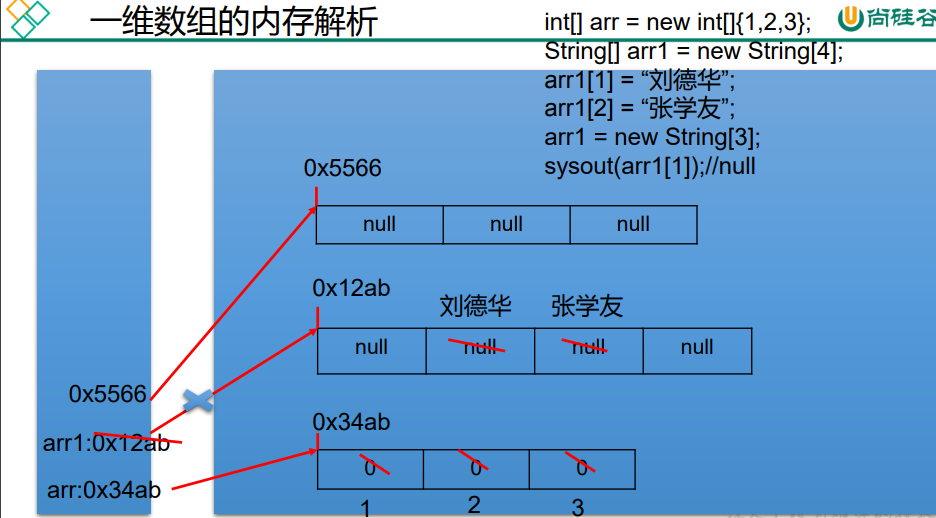 一维数组的内存解析
尚硅谷
int[] arr = new int[]{1,2,3};
String[] arr1 = new String[4];
arr1[1] = “刘德华”;
arr1[2] = “张学友”;
arr1 = new String[3];
sysout(arr1[1]);//null
0x5566
null null null
0x12ab
刘德华 张学友
null null null null
0x5566
arr1:0x12ab
0x34ab
0 0 0
arr:0x34ab
1 2 3